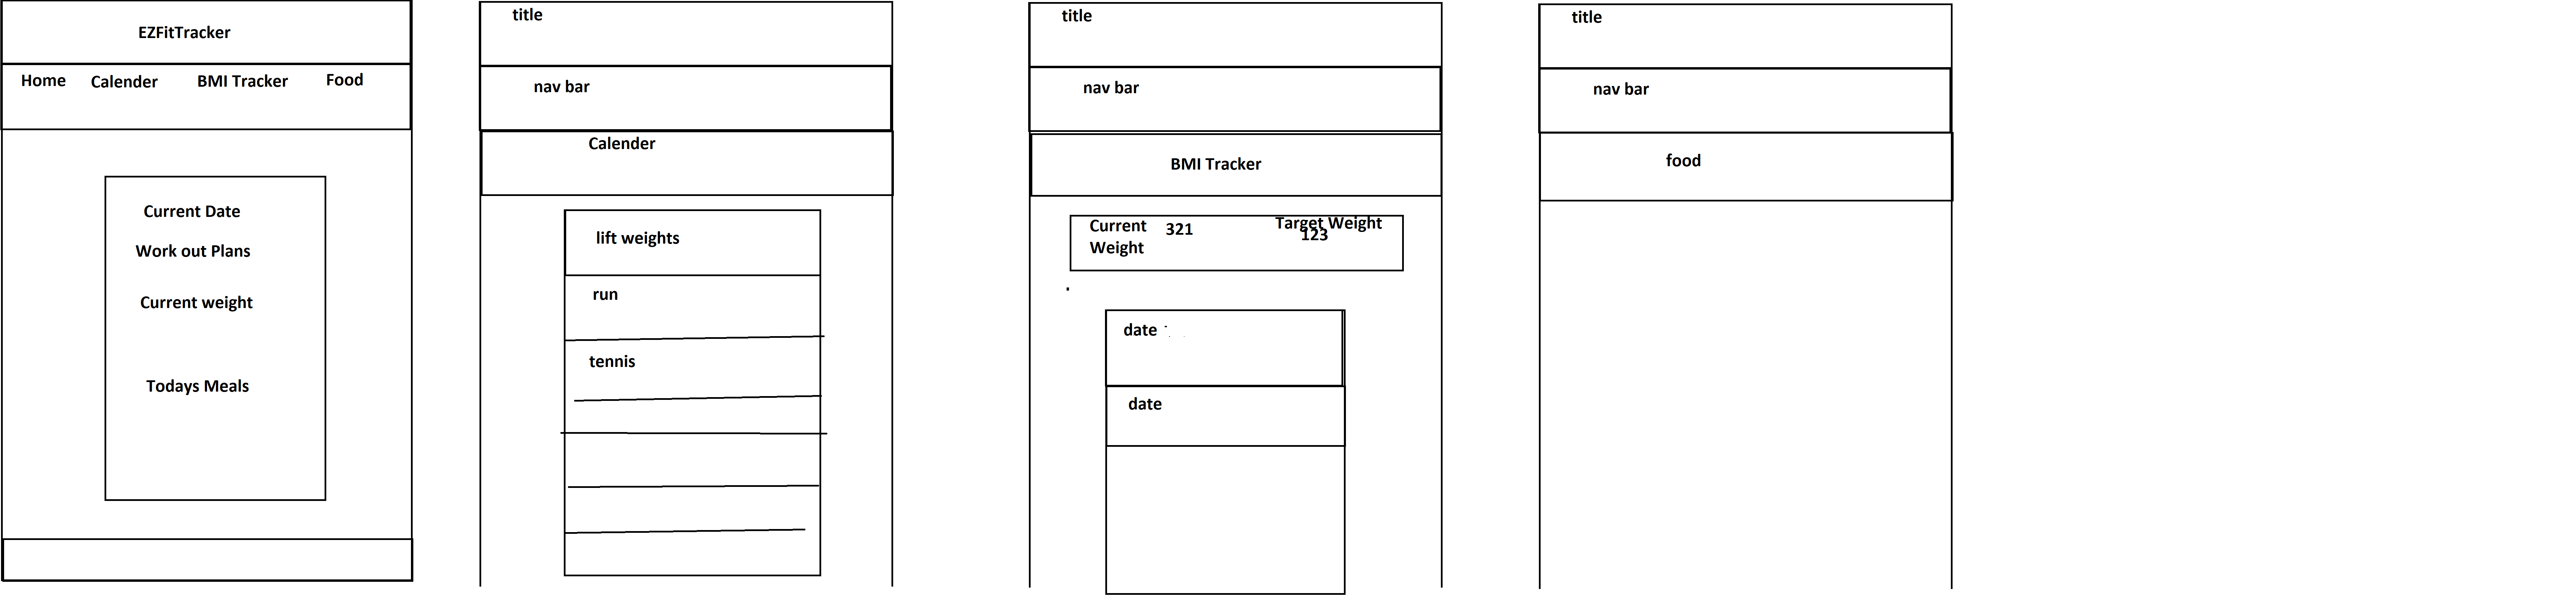 EZFitTracker
Home Calender BMI Tracker Food
Current Date
Work out Plans
Current weight
Todays Meals
title
nav bar
Calender
lift weights
run
tennis
title
nav bar
BMI Tracker
Current Weight 321
Target Weight
123
date
date
title
nav bar
food